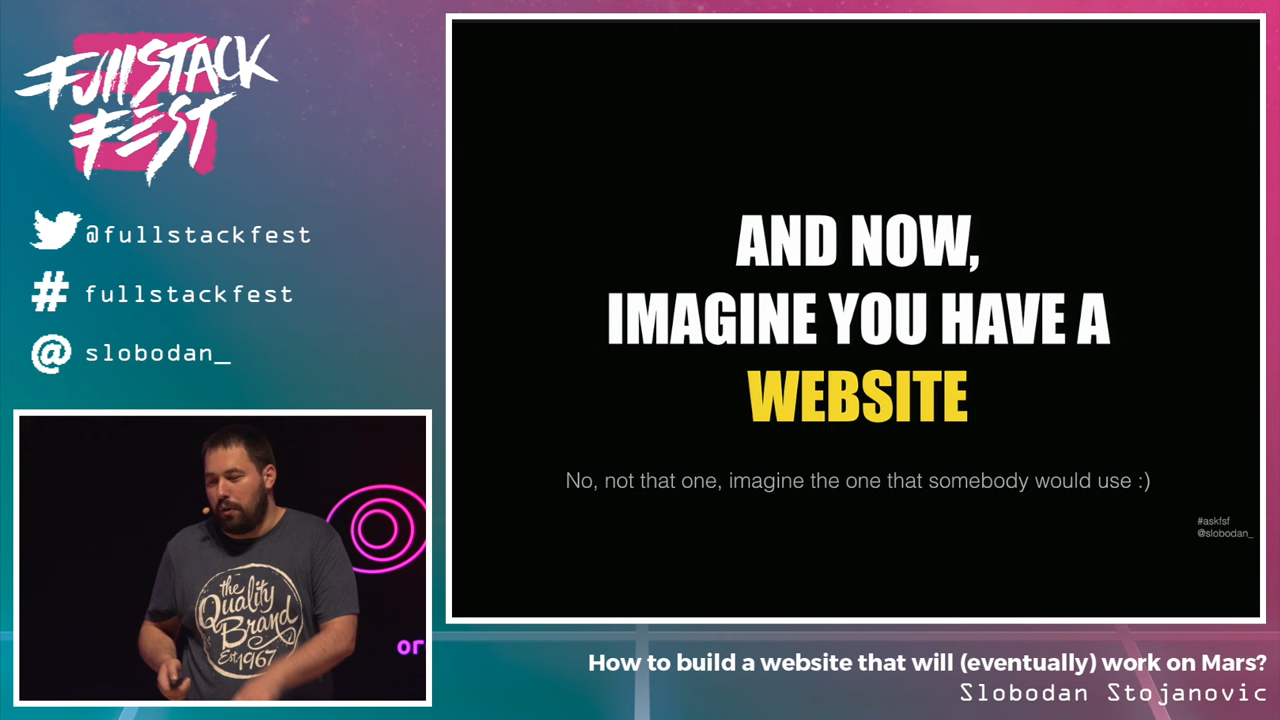 FullSTACK
FEST
@fullstackfest
# fullstackfest
@ slobodan_
AND NOW,
IMAGINE YOU HAVE A
WEBSITE
No, not that one, imagine the one that somebody would use :)
#askfsf
@slobodan_
the
Quality
Brand
Est 1967
or
How to build a website that will (eventually) work on Mars?
Slobodan Stojanovic